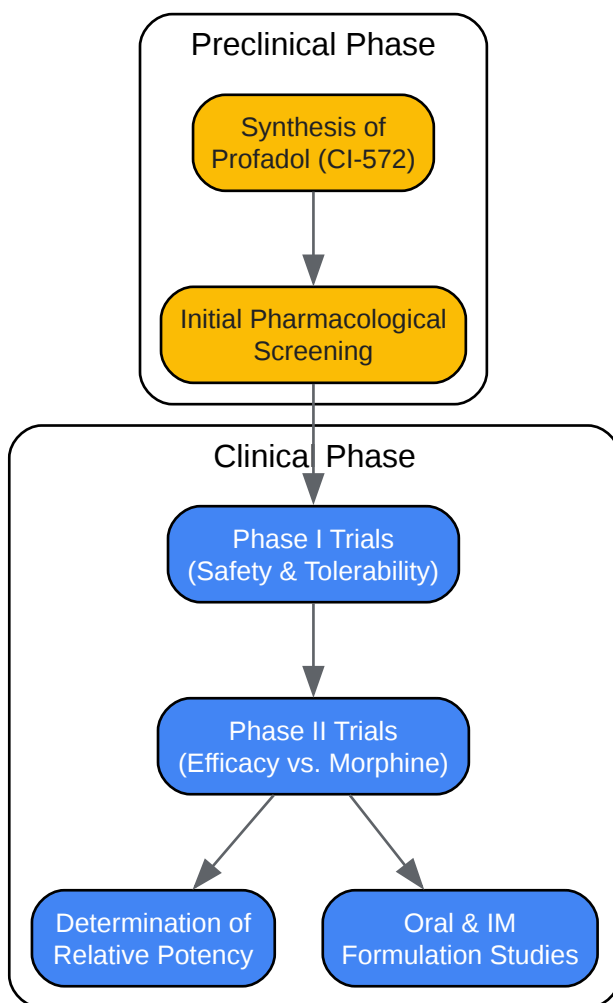 Preclinical Phase
Synthesis of
Profadol (CI-572)
Initial Pharmacological
Screening
Clinical Phase
Phase I Trials
(Safety & Tolerability)
Phase II Trials
(Efficacy vs. Morphine)
Determination of
Relative Potency
Oral & IM
Formulation Studies